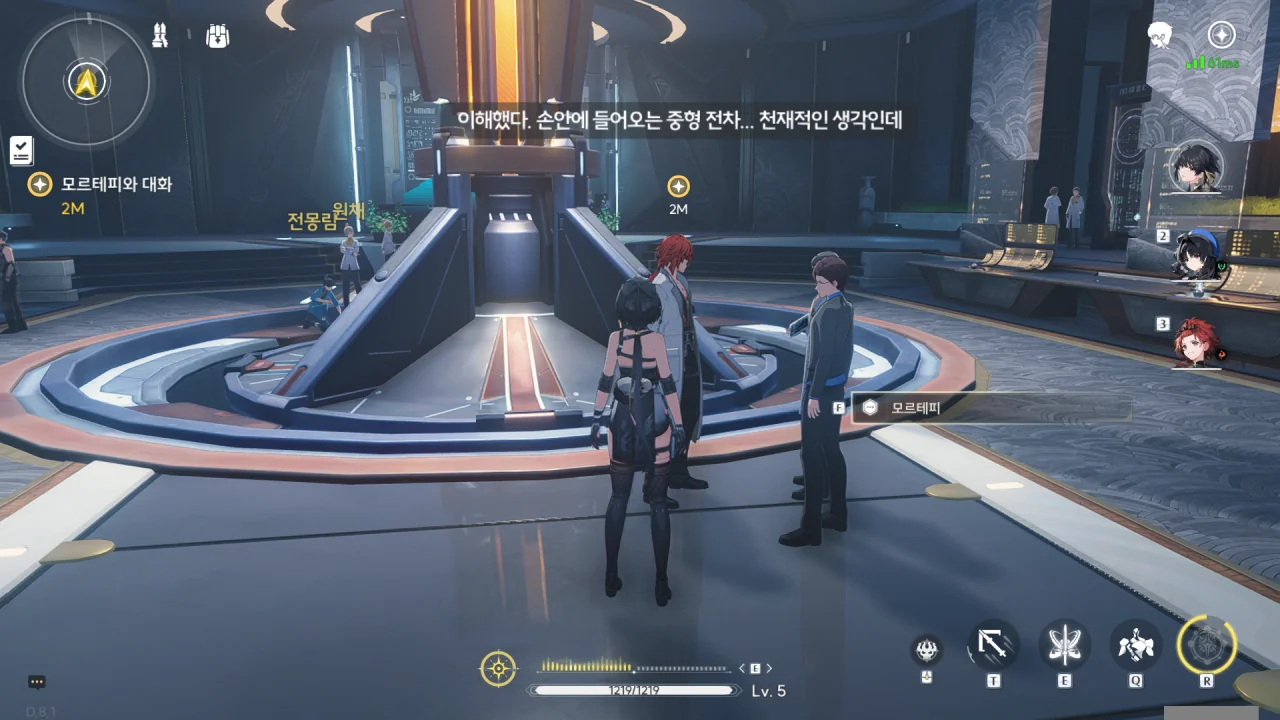 41ms
이해했다. 손안에 들어오는 중형 전차... 천재적인 생각인데
모르테피와 대화
2M
2M
원채
전몽림
2
3
F 모르테피
E
1219/1219
Lv. 5
T
E
Q
R
0.8.1